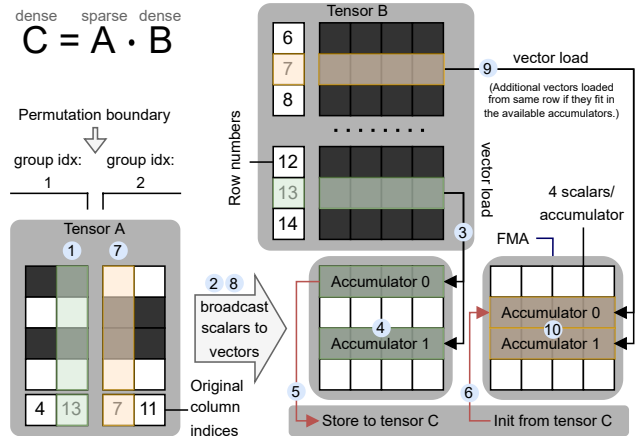 dense sparse dense
C = A · B
Permutation boundary
group idx: group idx:
1 2
Tensor A
1 7
4 13 7 11
Original
column
indices
2 8
broadcast
scalars to
vectors
Tensor B
6
7
8
........
12
13
14
Row numbers
9
vector load
(Additional vectors loaded
from same row if they fit in
the available accumulators.)
vector load
3
4 scalars/
accumulator
FMA
Accumulator 0
4
Accumulator 1
Accumulator 0
10
Accumulator 1
5
6
Store to tensor C
Init from tensor C